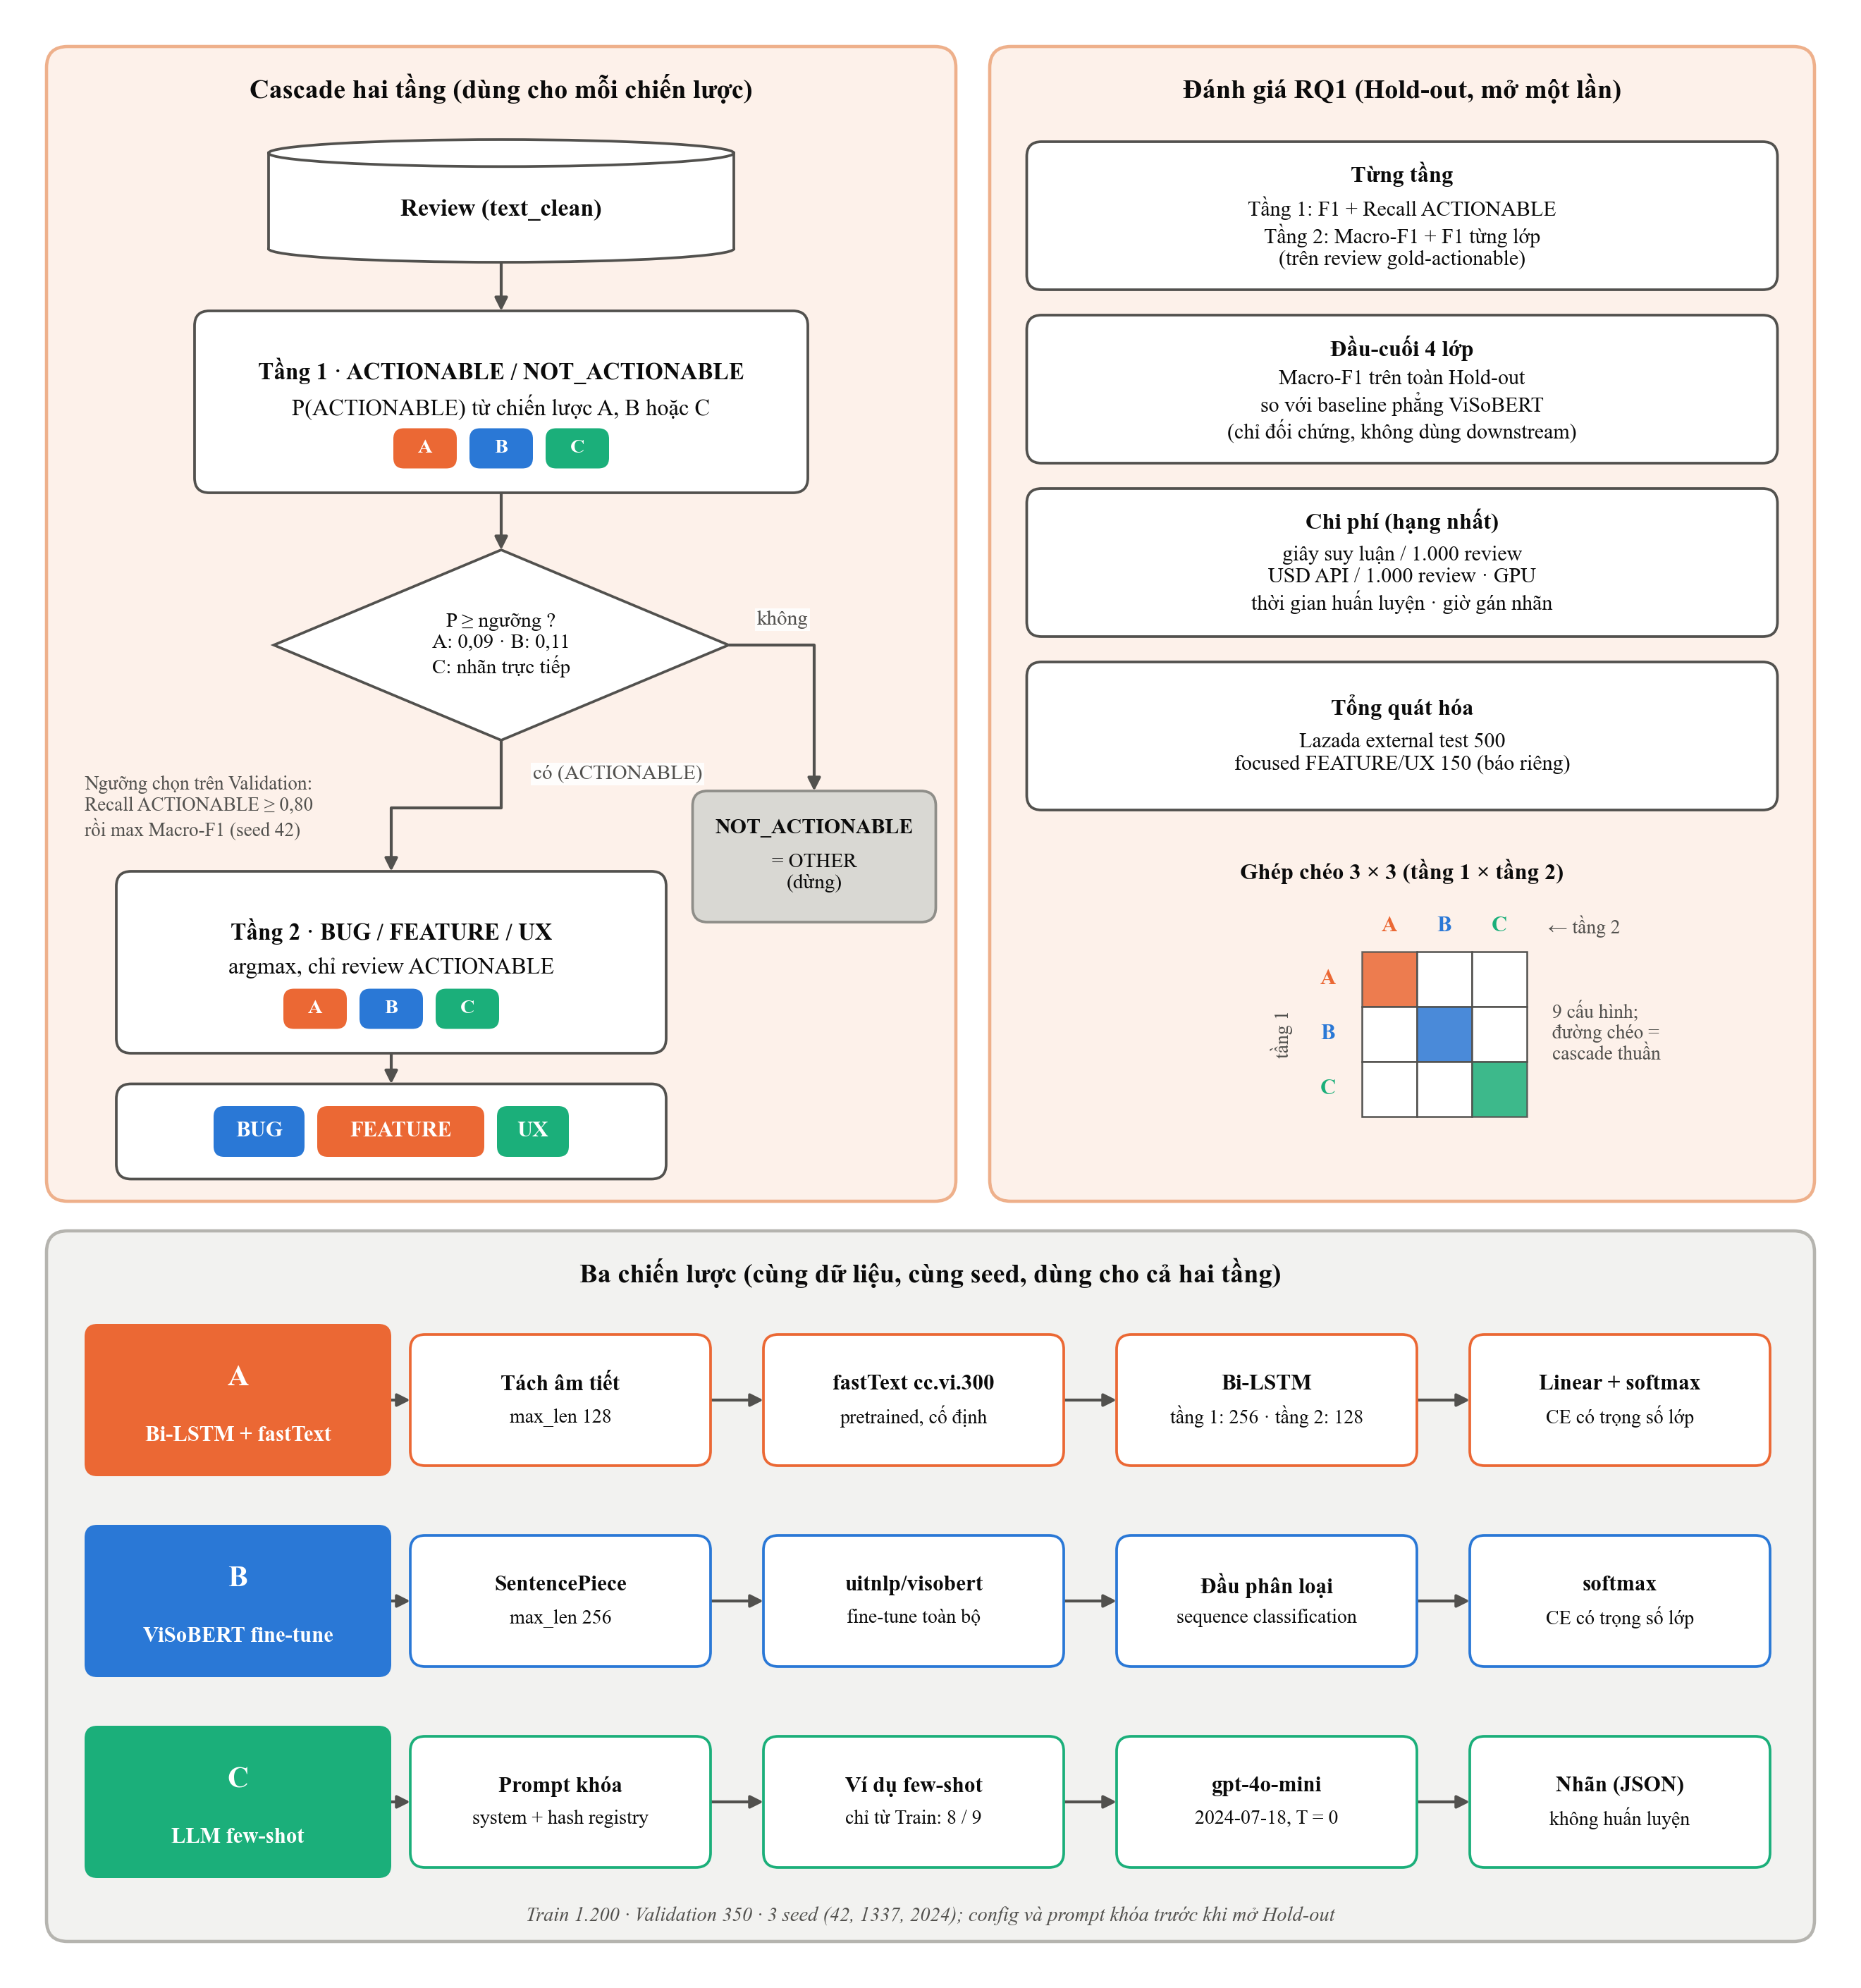 Cascade hai tầng (dùng cho mỗi chiến lược)
Review (text_clean)
Tầng 1 · ACTIONABLE / NOT_ACTIONABLE
P(ACTIONABLE) từ chiến lược A, B hoặc C
A B C
P ≥ ngưỡng ?
A: 0,09 · B: 0,11
C: nhãn trực tiếp
không
có (ACTIONABLE)
Ngưỡng chọn trên Validation:
Recall ACTIONABLE ≥ 0,80
rồi max Macro-F1 (seed 42)
NOT_ACTIONABLE
= OTHER
(dừng)
Tầng 2 · BUG / FEATURE / UX
argmax, chỉ review ACTIONABLE
A B C
BUG FEATURE UX
Đánh giá RQ1 (Hold-out, mở một lần)
Từng tầng
Tầng 1: F1 + Recall ACTIONABLE
Tầng 2: Macro-F1 + F1 từng lớp
(trên review gold-actionable)
Đầu-cuối 4 lớp
Macro-F1 trên toàn Hold-out
so với baseline phẳng ViSoBERT
(chỉ đối chứng, không dùng downstream)
Chi phí (hạng nhất)
giây suy luận / 1.000 review
USD API / 1.000 review · GPU
thời gian huấn luyện · giờ gán nhãn
Tổng quát hóa
Lazada external test 500
focused FEATURE/UX 150 (báo riêng)
Ghép chéo 3 × 3 (tầng 1 × tầng 2)
A B C ← tầng 2
A
B
C
tầng 1
9 cấu hình;
đường chéo =
cascade thuần
Ba chiến lược (cùng dữ liệu, cùng seed, dùng cho cả hai tầng)
A
Bi-LSTM + fastText
Tách âm tiết
max_len 128
fastText cc.vi.300
pretrained, cố định
Bi-LSTM
tầng 1: 256 · tầng 2: 128
Linear + softmax
CE có trọng số lớp
B
ViSoBERT fine-tune
SentencePiece
max_len 256
uitnlp/visobert
fine-tune toàn bộ
Đầu phân loại
sequence classification
softmax
CE có trọng số lớp
C
LLM few-shot
Prompt khóa
system + hash registry
Ví dụ few-shot
chỉ từ Train: 8 / 9
gpt-4o-mini
2024-07-18, T = 0
Nhãn (JSON)
không huấn luyện
Train 1.200 · Validation 350 · 3 seed (42, 1337, 2024); config và prompt khóa trước khi mở Hold-out